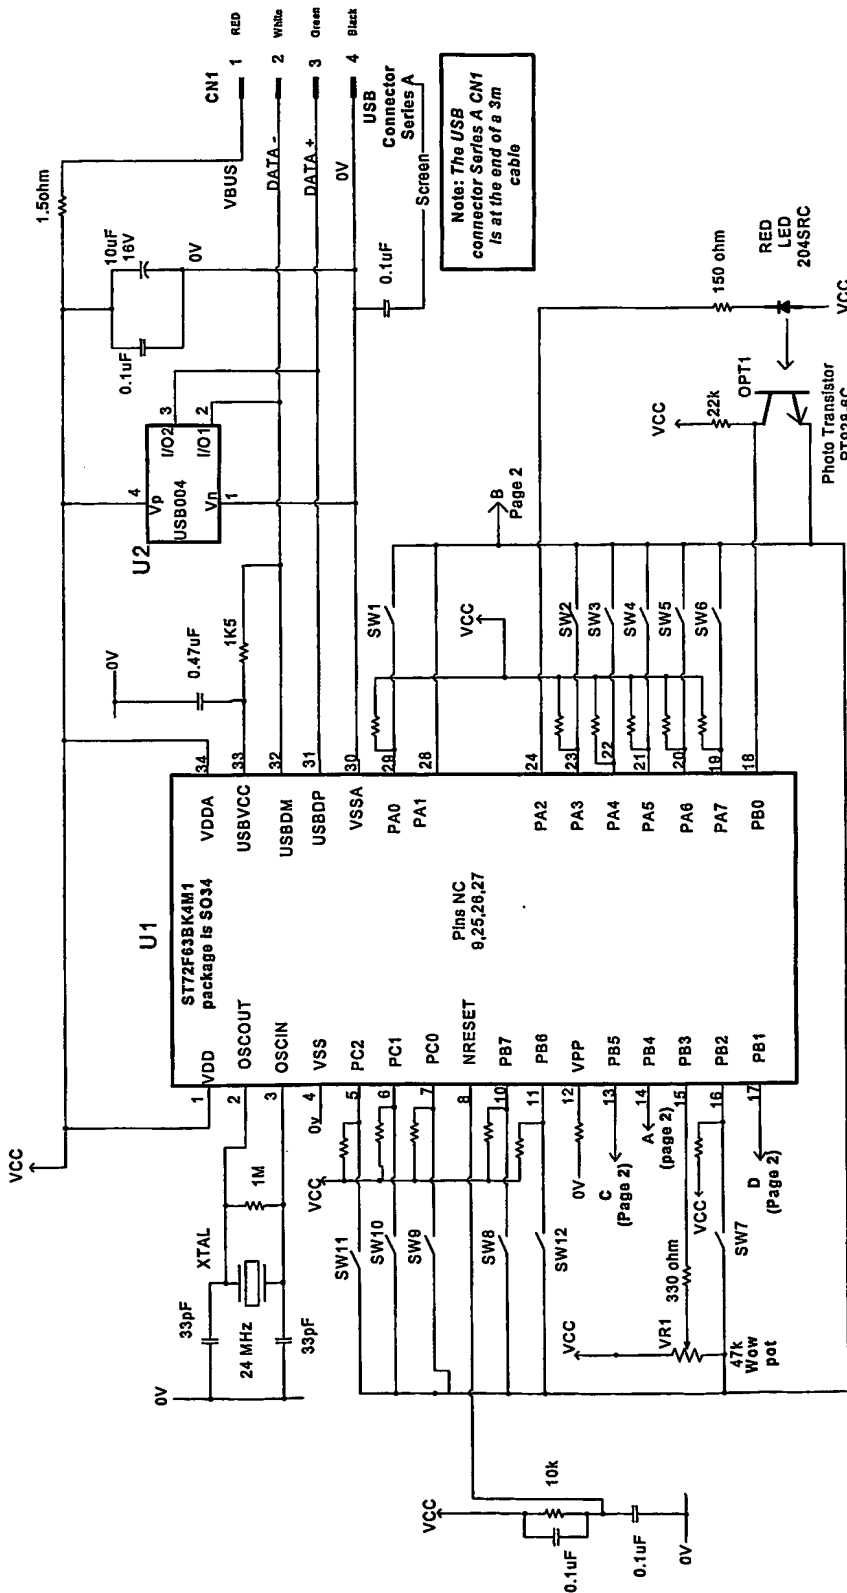 VCC
1.5ohm
CN1
1 RED
2 White
3 Green
4 Black
VBUS
DATA -
DATA +
0V
USB
Connector
Series A
Screen
Note: The USB
connector Series A CN1
is at the end of a 3m
cable
10uF
16V
0V
0.1uF
0.1uF
U2
USB004
Vp
4
Vn
1
I/O2
3
I/O1
2
0V
0.47uF
1K5
U1
ST72F63BK4M1
package is SO34
Pins NC
9,25,26,27
VDD
1
OSCOUT
2
OSCIN
3
VSS
4
PC2
5
PC1
6
PC0
7
NRESET
8
PB7
10
PB6
11
VPP
12
PB5
13
PB4
14
PB3
15
PB2
16
PB1
17
VDDA
34
USBVCC
33
USBDM
32
USBDP
31
VSSA
30
PA0
29
PA1
28
PA2
24
PA3
23
PA4
22
PA5
21
PA6
20
PA7
19
PB0
18
33pF
XTAL
24 MHz
33pF
1M
0V
0v
VCC
SW11
SW10
SW9
SW8
SW12
0V
C
(Page 2)
A
(page 2)
330 ohm
VCC
VR1
47k
Wow
pot
VCC
SW7
D
(Page 2)
VCC
10k
0.1uF
0.1uF
0V
SW1
VCC
SW2
SW3
SW4
SW5
SW6
B
Page 2
150 ohm
RED
LED
204SRC
VCC
VCC
22k
OPT1
Photo Transistor
PT928-6C